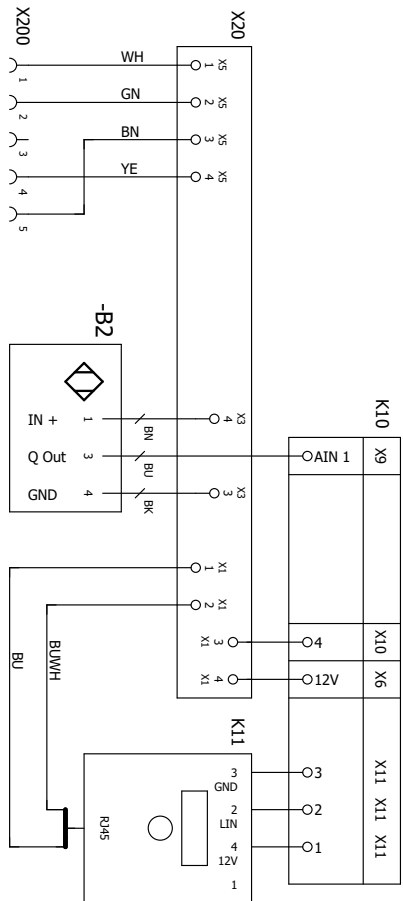 X200
X20
WH
1 X5
1
GN
2 X5
2
BN
3 X5
3
YE
4 X5
4
5
-B2
K10
IN + 1 BN 4 X3
Q Out 3 BU AIN 1 X9
GND 4 BK 3 X3
1 X1
2 X1
X1 3 4 X10
X1 4 12V X6
BU
BUWH
K11
3 3 X11
GND
2 2 X11
LIN
4 1 X11
12V
1
RJ45